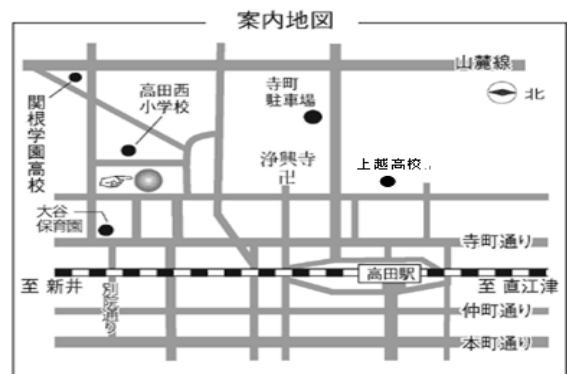 案内地図
山麓線
北
関根学園高校
高田西
小学校
寺町
駐車場
浄興寺
卍
上越高校
大谷
保育園
寺町通り
高田駅
至 新井
至 直江津
別院通り
仲町通り
本町通り